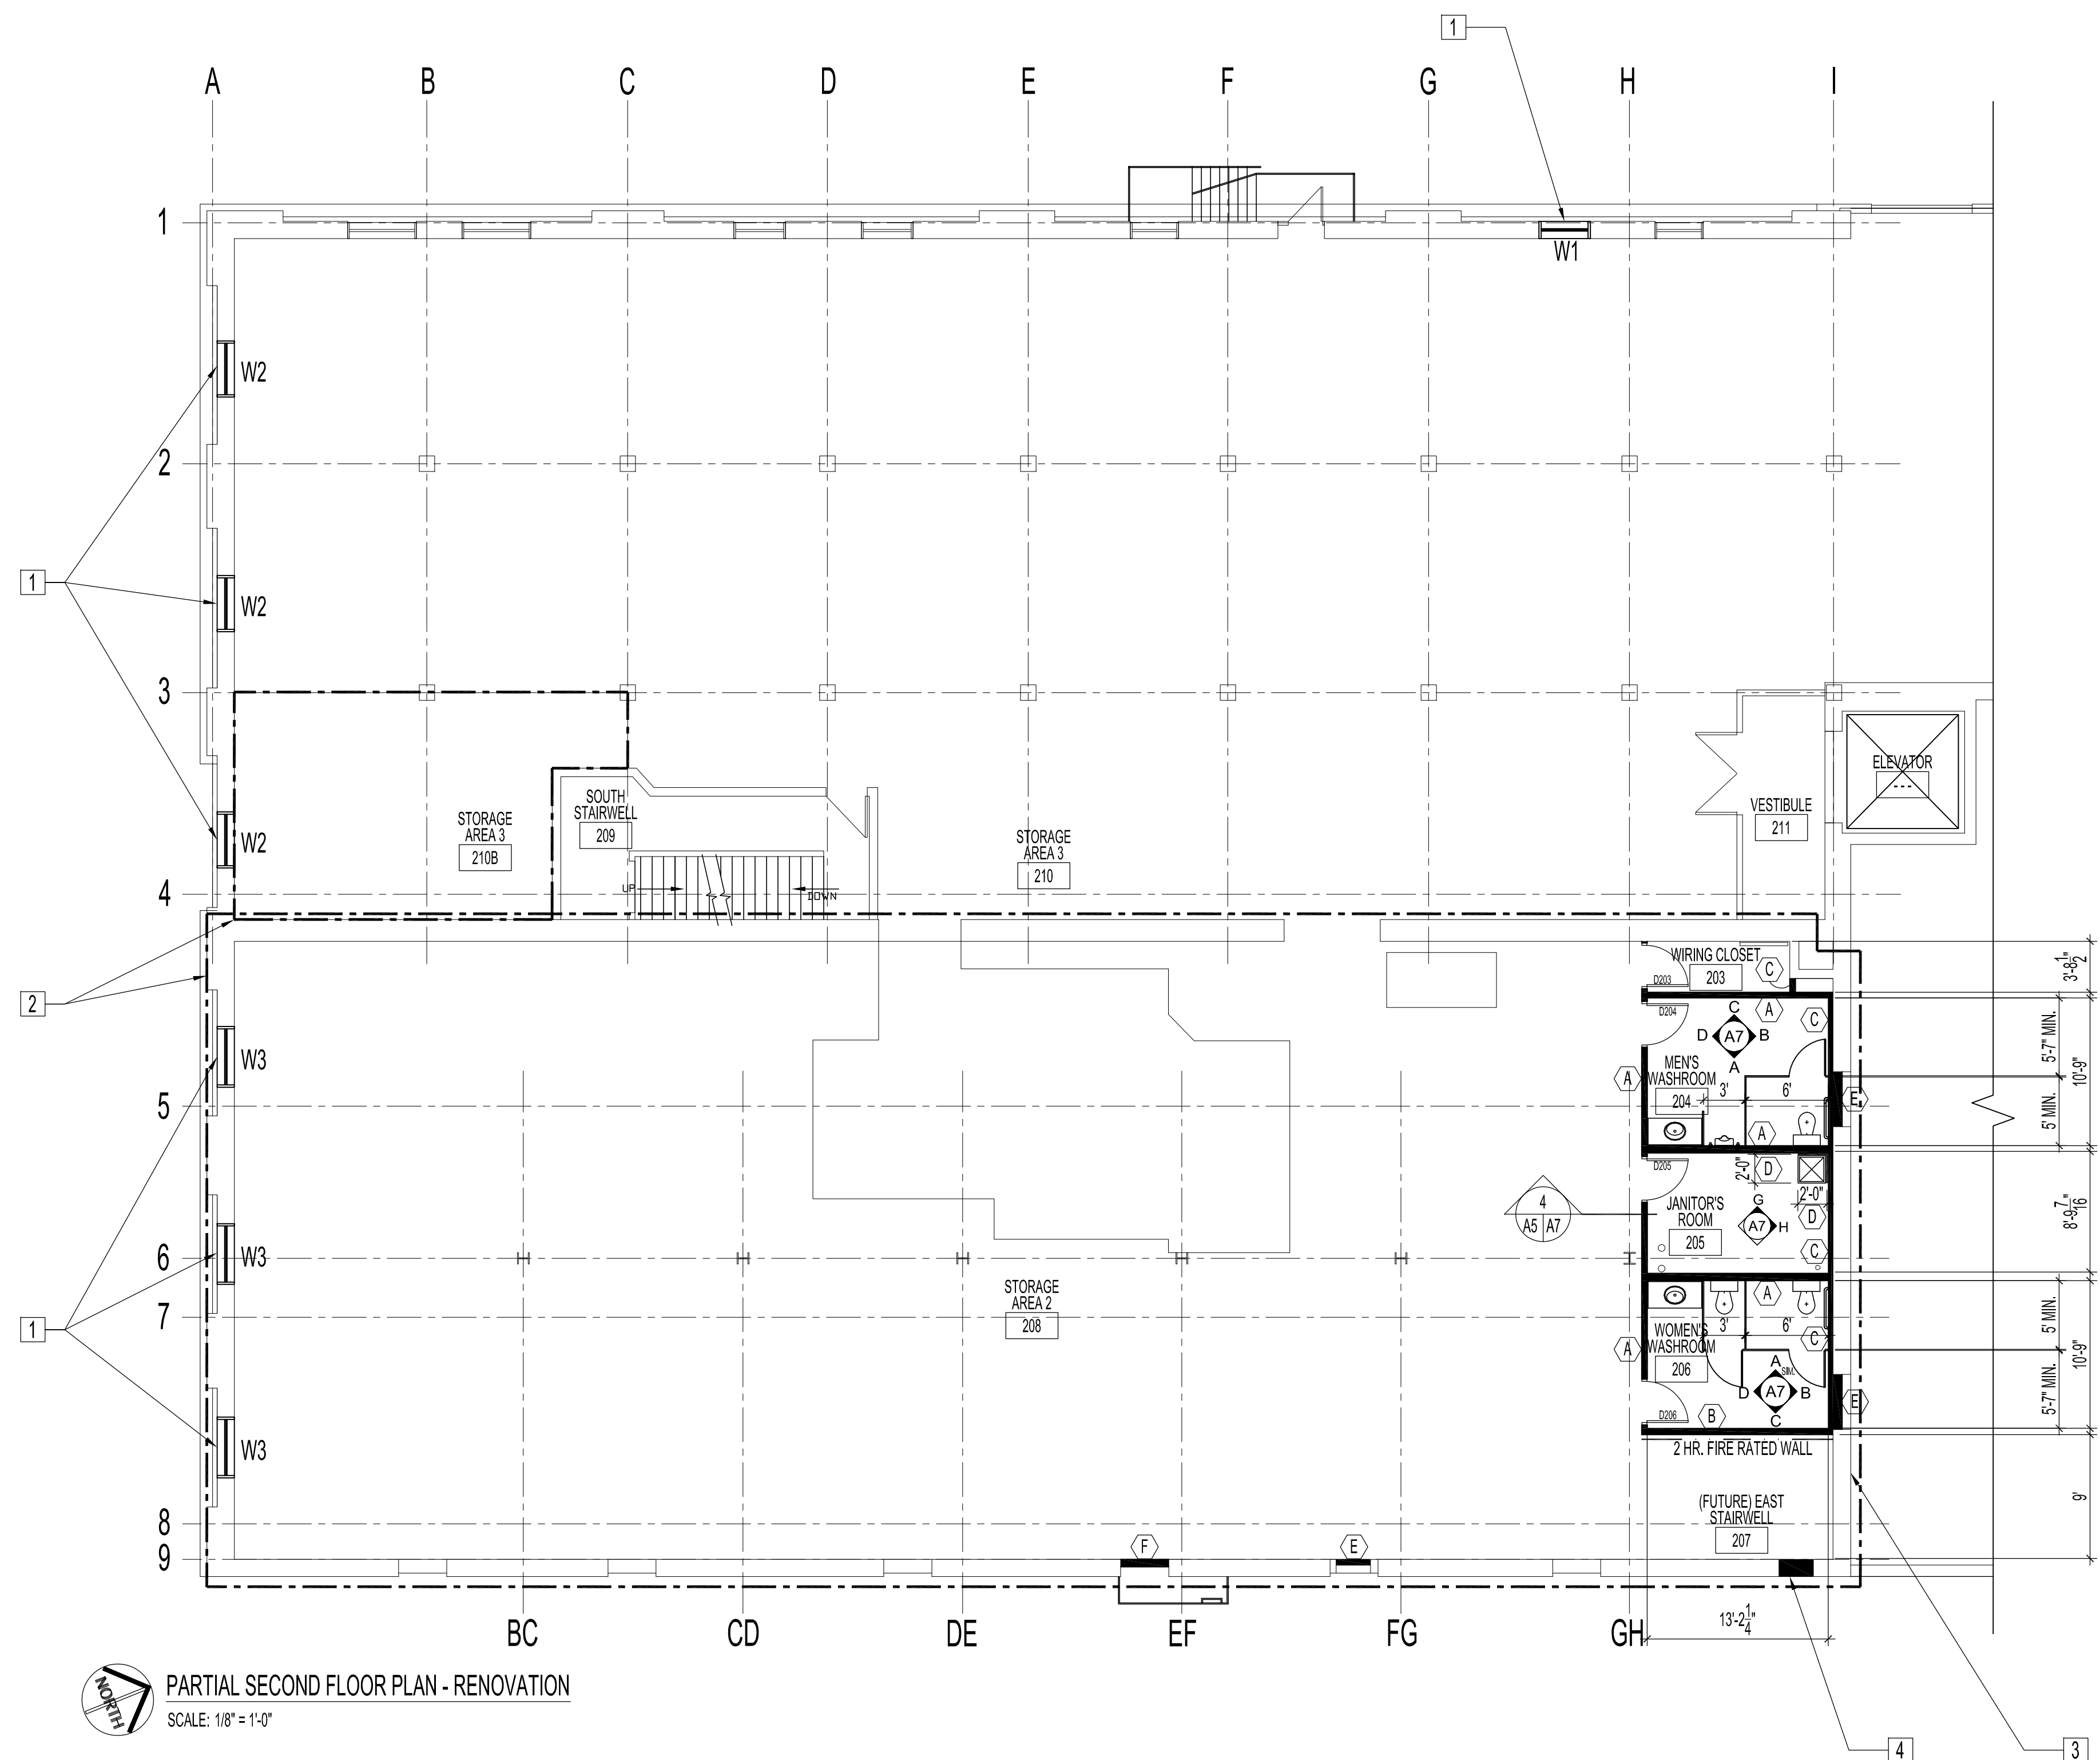 1
A B C D E F G H I
1
W1
W2
2
1
W2
3
ELEVATOR
---
SOUTH
STAIRWELL
209
STORAGE
AREA 3
210B
VESTIBULE
211
STORAGE
AREA 3
210
W2
4
UP
DOWN
2
WIRING CLOSET
203
C
D203
3'-8 1/2"
D204
A
C
C
D A7 B
A
5'-7" MIN.
10'-9"
W3
MEN'S
WASHROOM
204
A
3'
6'
E
5
A
5' MIN.
D205
2'-0"
D
2'-0"
4
A5 A7
JANITOR'S
ROOM
205
G
A7 H
D
C
8'-9 7/16"
6
W3
STORAGE
AREA 2
208
A
7
1
WOMEN'S
WASHROOM
206
3'
6'
C
A
5' MIN.
10'-9"
A
SIM.
D A7 B
C
E
5'-7" MIN.
D206
B
W3
2 HR. FIRE RATED WALL
(FUTURE) EAST
STAIRWELL
207
9'
8
9
F
E
13'-2 1/4"
BC CD DE EF FG GH
NORTH
PARTIAL SECOND FLOOR PLAN - RENOVATION
SCALE: 1/8" = 1'-0"
4
3